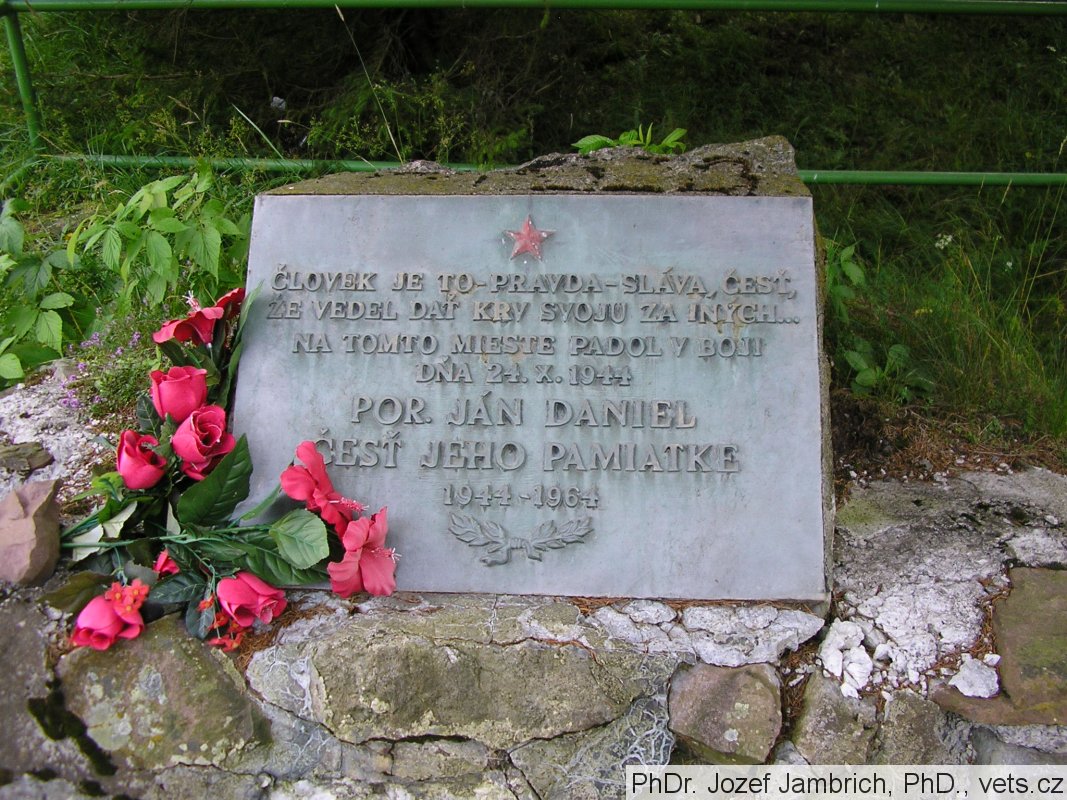 ČLOVEK JE TO-PRAVDA-SLÁVA, ČESŤ,
ŽE VEDEL DAŤ KRV SVOJU ZA INÝCH...
NA TOMTO MIESTE PADOL V BOJI
DŇA 24. X. 1944
POR. JÁN DANIEL
ČESŤ JEHO PAMIATKE
1944-1964
PhDr. Jozef Jambrich, PhD., vets.cz